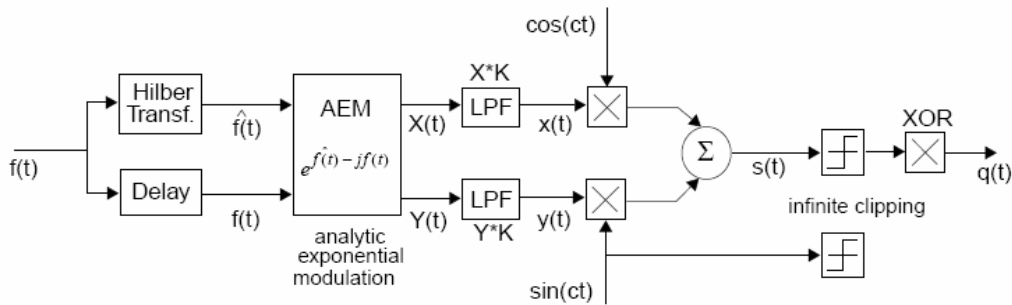 cos(ct)
X*K
Hilber
Transf.
f̂(t)
AEM
e^{f̂(t) – jf(t)}
X(t)
LPF
x(t)
XOR
f(t)
Σ
s(t)
q(t)
Delay
f(t)
Y(t)
LPF
Y*K
y(t)
infinite clipping
analytic
exponential
modulation
sin(ct)